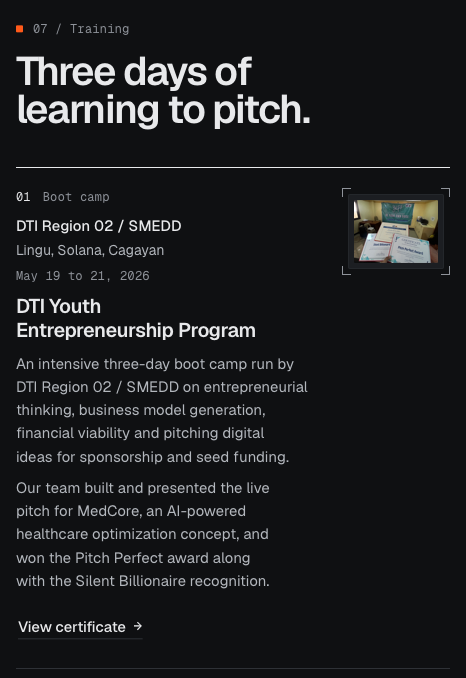 07 / Training
Three days of
learning to pitch.
01 Boot camp
DTI Region 02 / SMEDD
Lingu, Solana, Cagayan
May 19 to 21, 2026
DTI Youth
Entrepreneurship Program
An intensive three-day boot camp run by
DTI Region 02 / SMEDD on entrepreneurial
thinking, business model generation,
financial viability and pitching digital
ideas for sponsorship and seed funding.
Our team built and presented the live
pitch for MedCore, an AI-powered
healthcare optimization concept, and
won the Pitch Perfect award along
with the Silent Billionaire recognition.
View certificate →